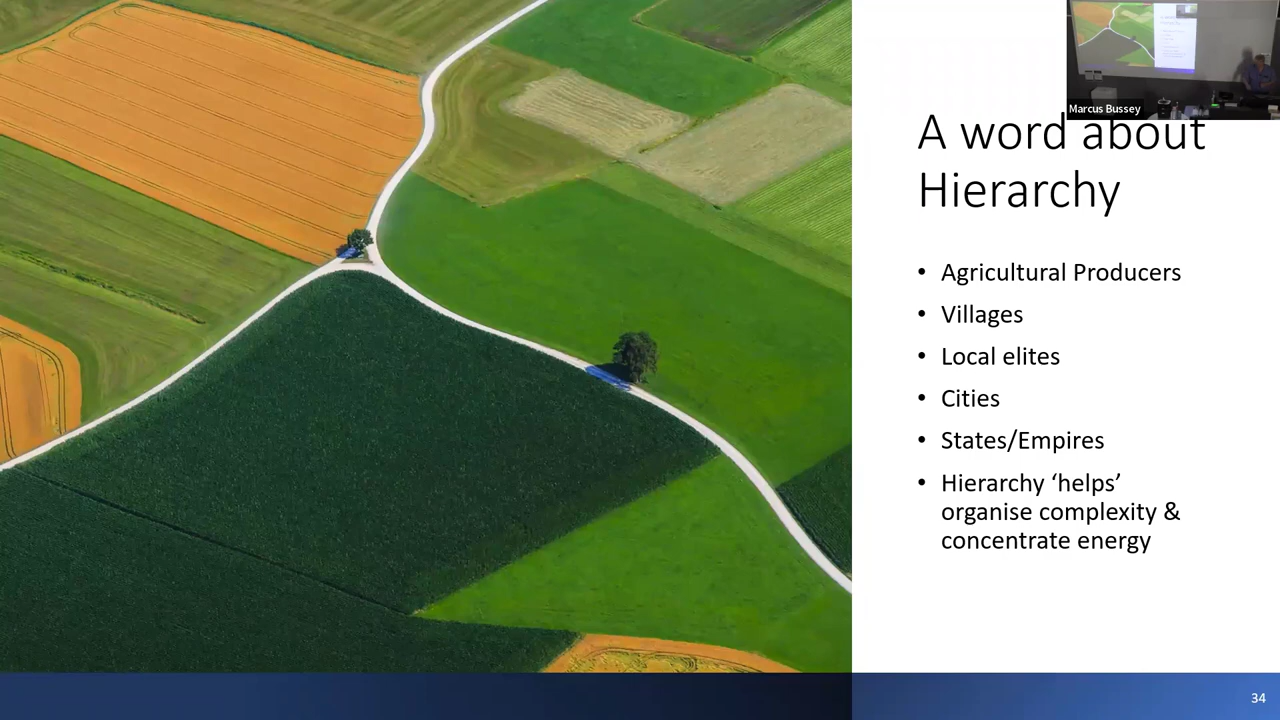 Marcus Bussey
A word about
Hierarchy
• Agricultural Producers
• Villages
• Local elites
• Cities
• States/Empires
• Hierarchy ‘helps’
organise complexity &
concentrate energy
34